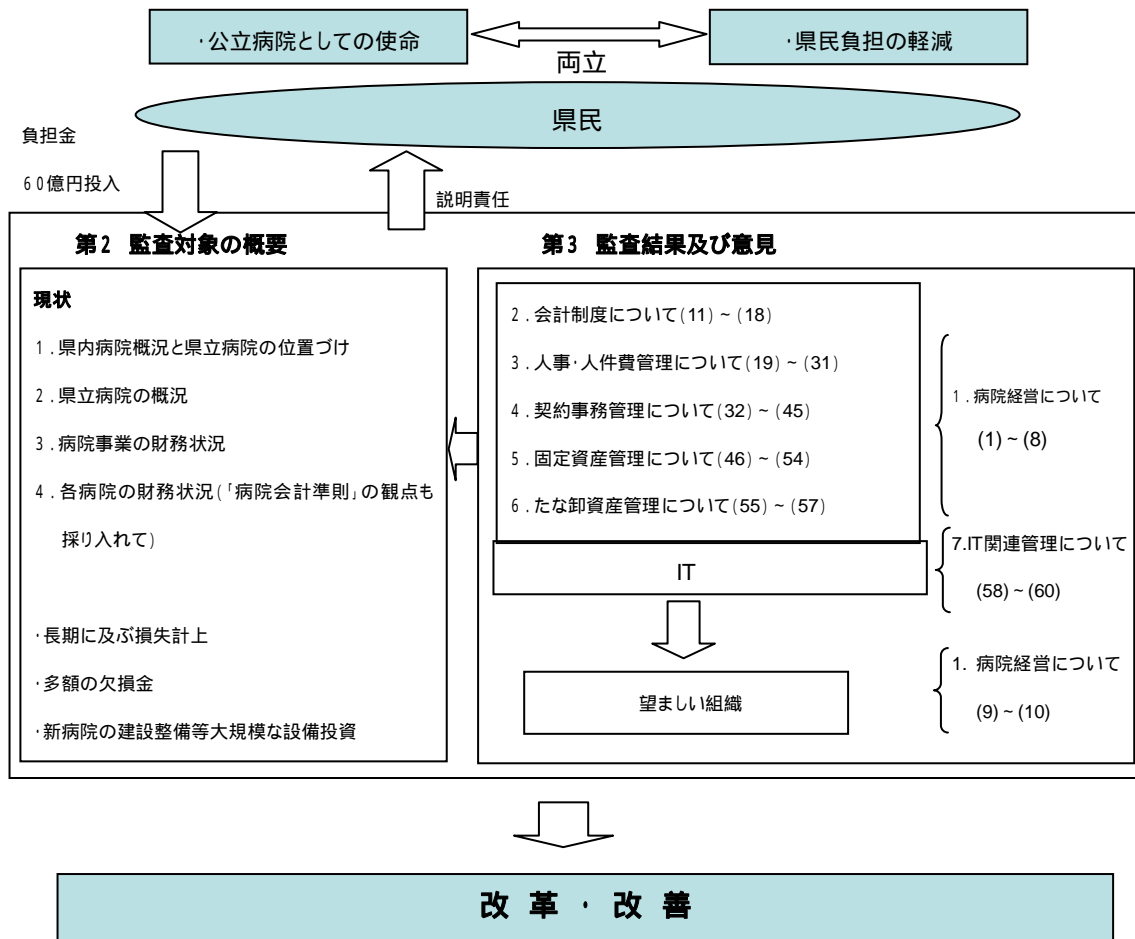 ・公立病院としての使命
・県民負担の軽減
両立
県民
負担金
60億円投入
説明責任
第2 監査対象の概要
現状
1．県内病院概況と県立病院の位置づけ
2．県立病院の概況
3．病院事業の財務状況
4．各病院の財務状況(「病院会計準則」の観点も
採り入れて)
・長期に及ぶ損失計上
・多額の欠損金
・新病院の建設整備等大規模な設備投資
第3 監査結果及び意見
2．会計制度について(11)～(18)
3．人事・人件費管理について(19)～(31)
4．契約事務管理について(32)～(45)
5．固定資産管理について(46)～(54)
6．たな卸資産管理について(55)～(57)
1．病院経営について
(1)～(8)
IT
7.IT関連管理について
(58)～(60)
望ましい組織
1. 病院経営について
(9)～(10)
改 革 ・ 改 善